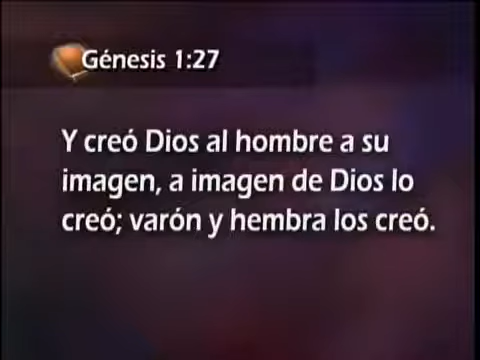 Génesis 1:27
Y creó Dios al hombre a su
imagen, a imagen de Dios lo
creó; varón y hembra los creó.